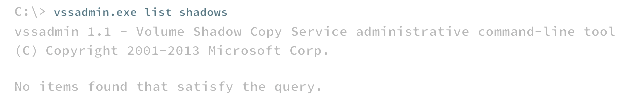 C:\> vssadmin.exe list shadows
vssadmin 1.1 - Volume Shadow Copy Service administrative command-line tool
(C) Copyright 2001-2013 Microsoft Corp.
No items found that satisfy the query.